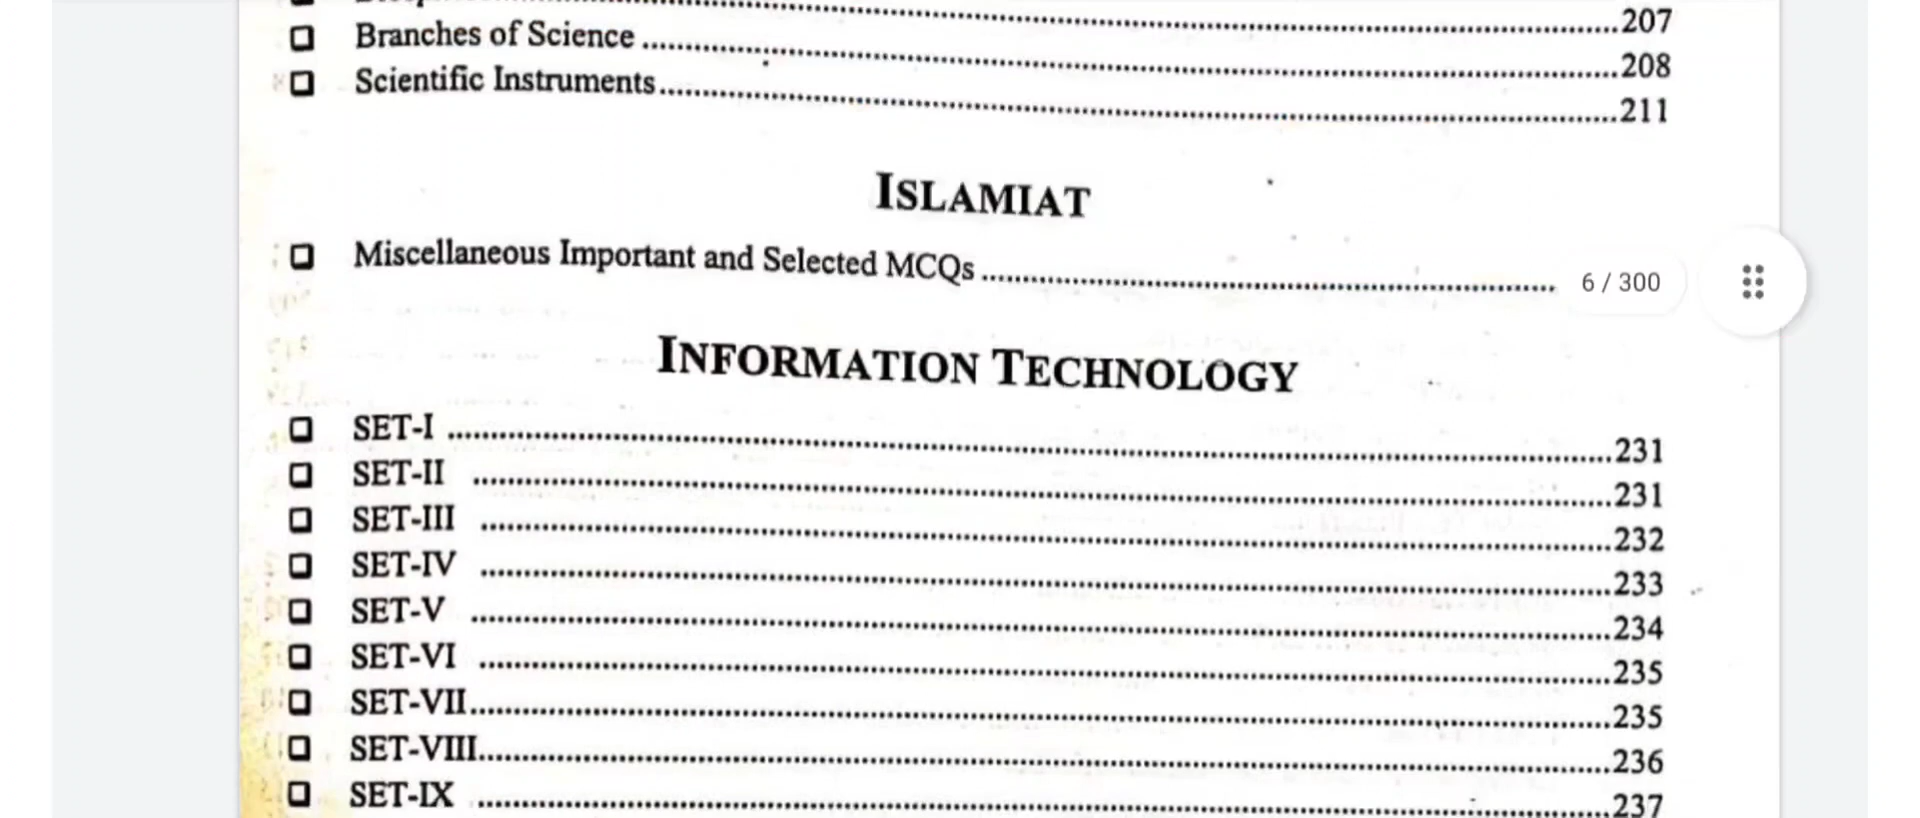 207
Branches of Science ........ 208
Scientific Instruments ........ 211
ISLAMIAT
Miscellaneous Important and Selected MCQs ........
6 / 300
INFORMATION TECHNOLOGY
SET-I ........ 231
SET-II ........ 231
SET-III ........ 232
SET-IV ........ 233
SET-V ........ 234
SET-VI ........ 235
SET-VII ........ 235
SET-VIII ........ 236
SET-IX ........ 237